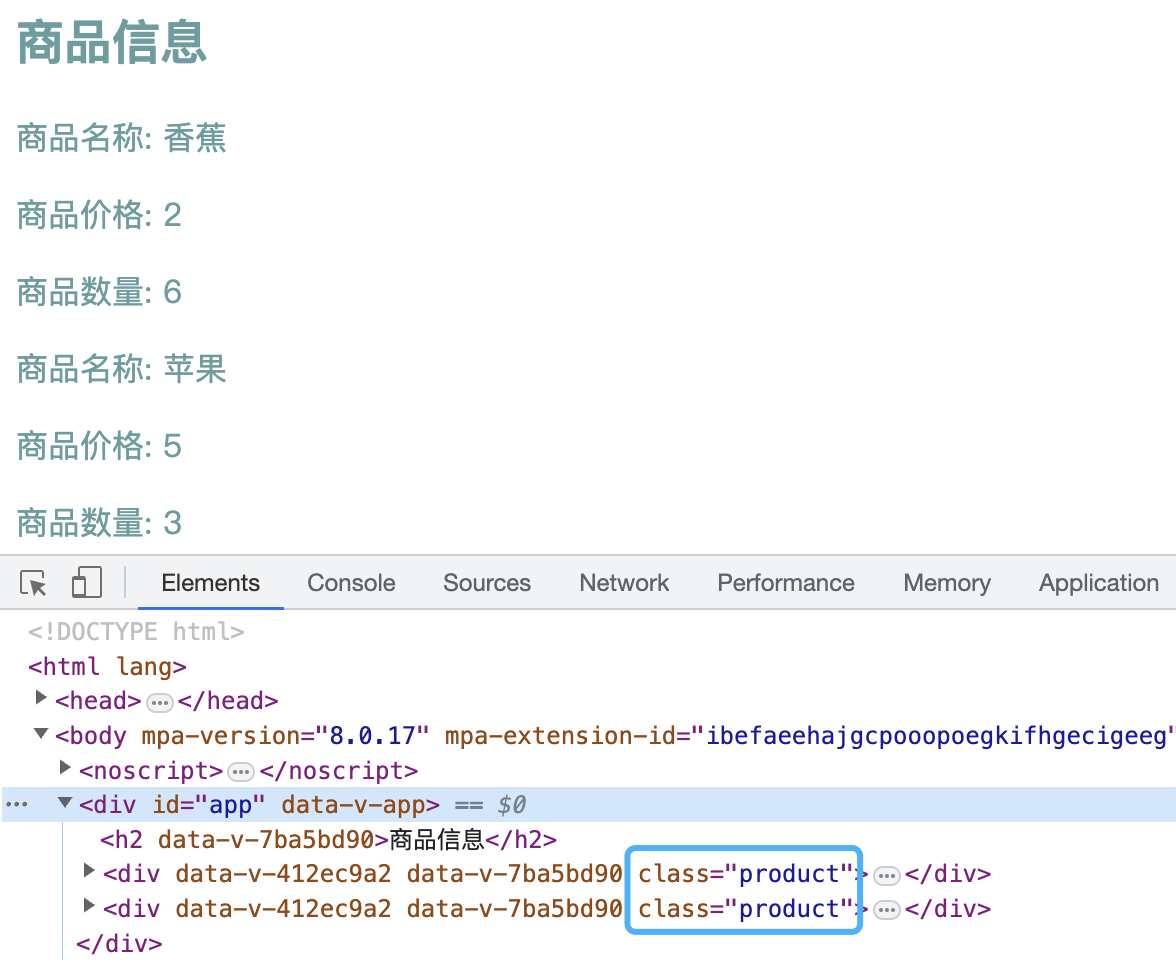 商品信息
商品名称: 香蕉
商品价格: 2
商品数量: 6
商品名称: 苹果
商品价格: 5
商品数量: 3
Elements Console Sources Network Performance Memory Application
<!DOCTYPE html>
<html lang>
<head>…</head>
<body mpa-version="8.0.17" mpa-extension-id="ibefaeehajgcpooopoegkifhgecigeeg"
<noscript>…</noscript>
… <div id="app" data-v-app> == $0
<h2 data-v-7ba5bd90>商品信息</h2>
<div data-v-412ec9a2 data-v-7ba5bd90 class="product">…</div>
<div data-v-412ec9a2 data-v-7ba5bd90 class="product">…</div>
</div>